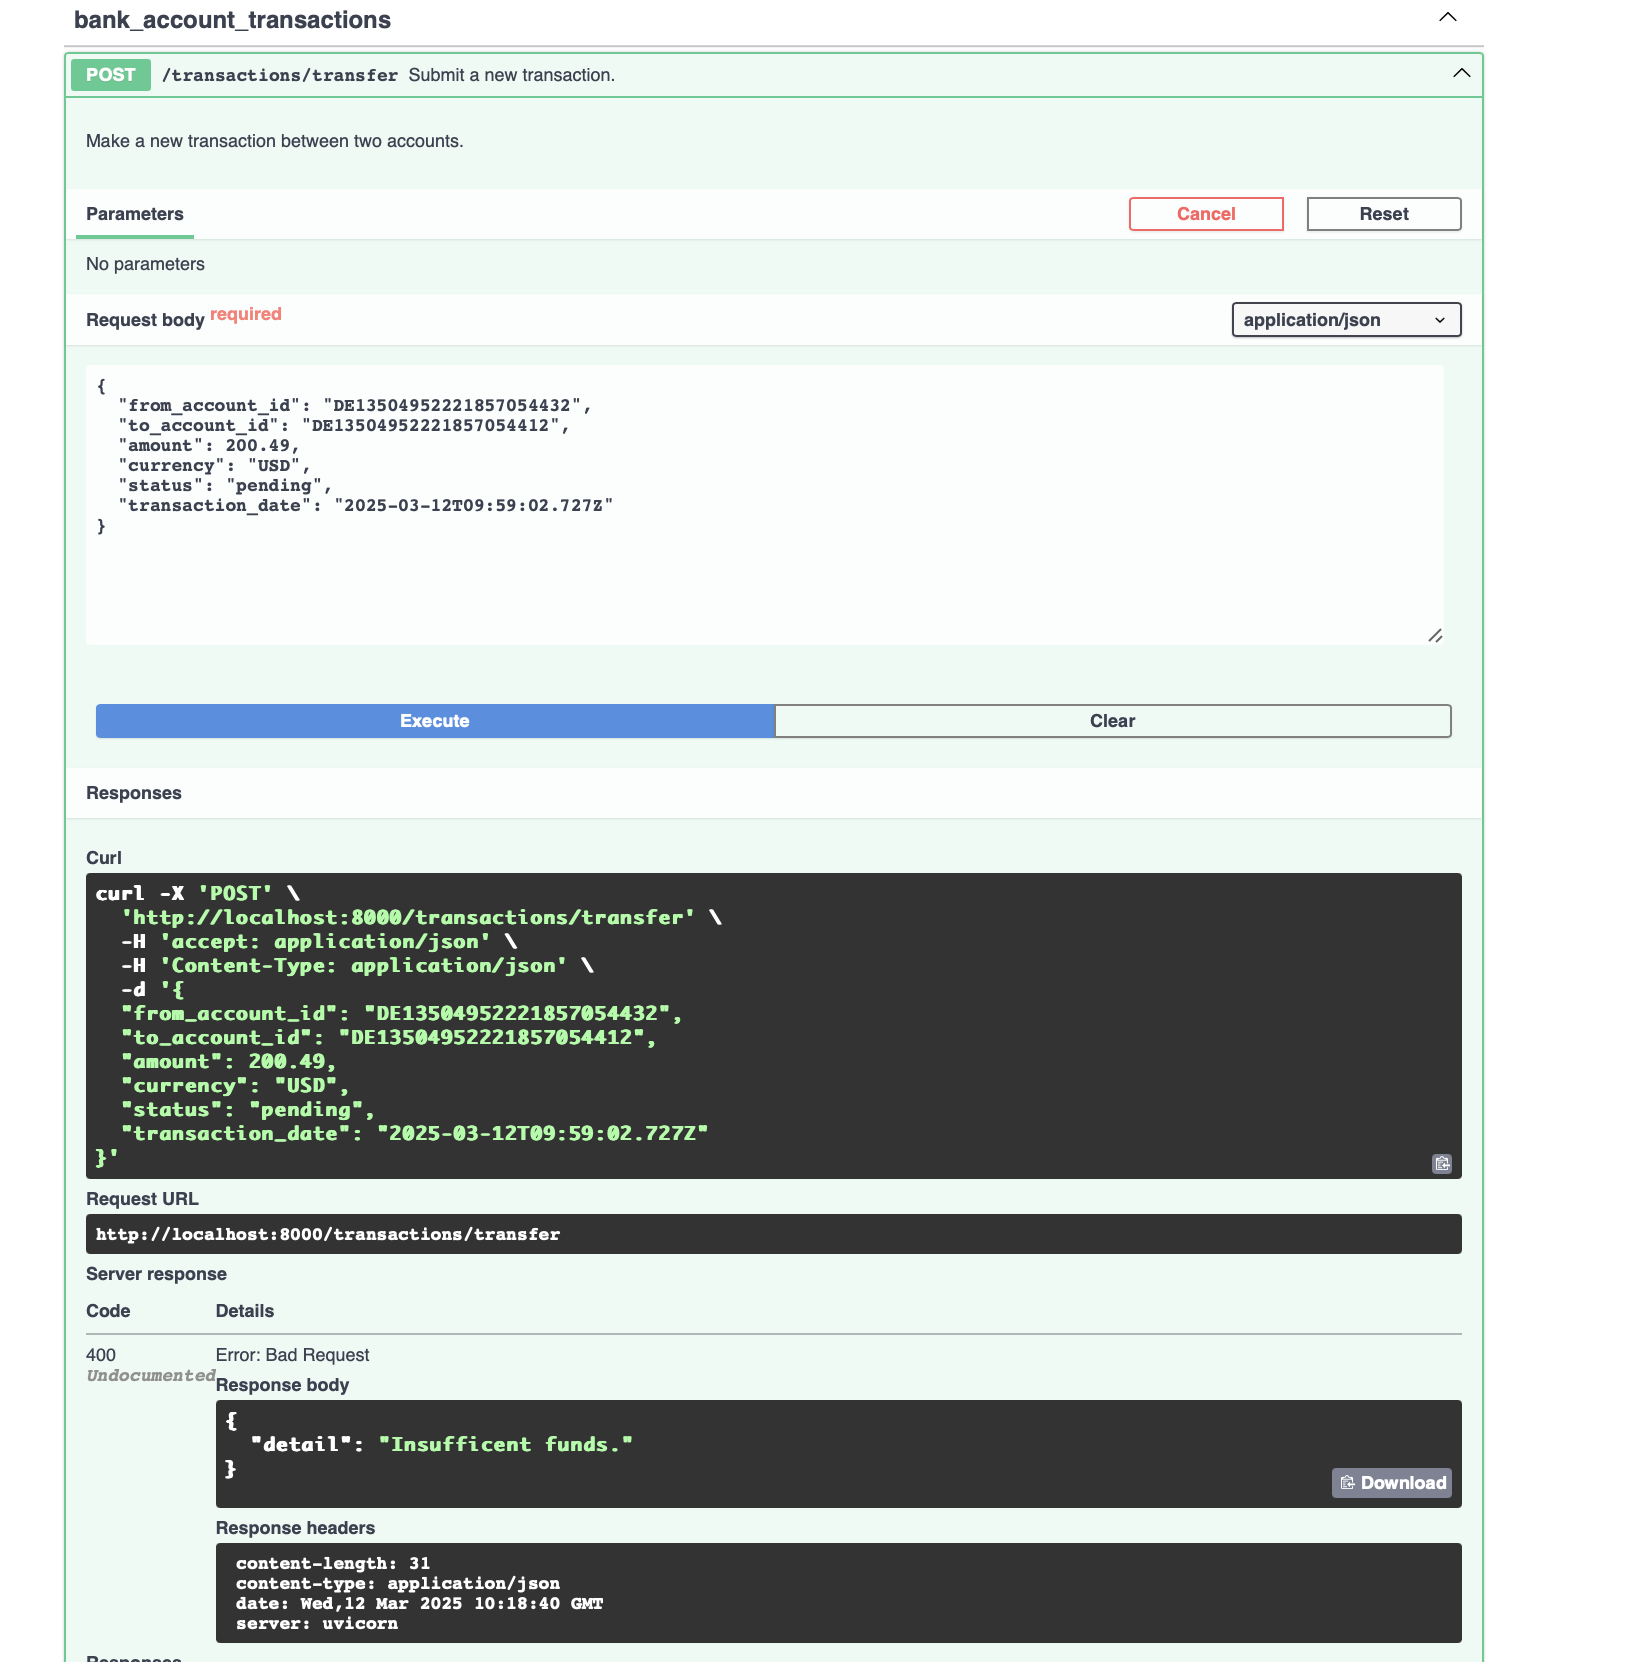 bank_account_transactions
POST /transactions/transfer Submit a new transaction.
Make a new transaction between two accounts.
Parameters
Cancel
Reset
No parameters
Request body required
application/json
{
  "from_account_id": "DE13504952221857054432",
  "to_account_id": "DE13504952221857054412",
  "amount": 200.49,
  "currency": "USD",
  "status": "pending",
  "transaction_date": "2025-03-12T09:59:02.727Z"
}
Execute
Clear
Responses
Curl
curl -X 'POST' \
  'http://localhost:8000/transactions/transfer' \
  -H 'accept: application/json' \
  -H 'Content-Type: application/json' \
  -d '{
  "from_account_id": "DE13504952221857054432",
  "to_account_id": "DE13504952221857054412",
  "amount": 200.49,
  "currency": "USD",
  "status": "pending",
  "transaction_date": "2025-03-12T09:59:02.727Z"
}'
Request URL
http://localhost:8000/transactions/transfer
Server response
Code Details
400 Error: Bad Request
Undocumented
Response body
{
  "detail": "Insufficent funds."
}
Download
Response headers
content-length: 31
content-type: application/json
date: Wed,12 Mar 2025 10:18:40 GMT
server: uvicorn
Responses